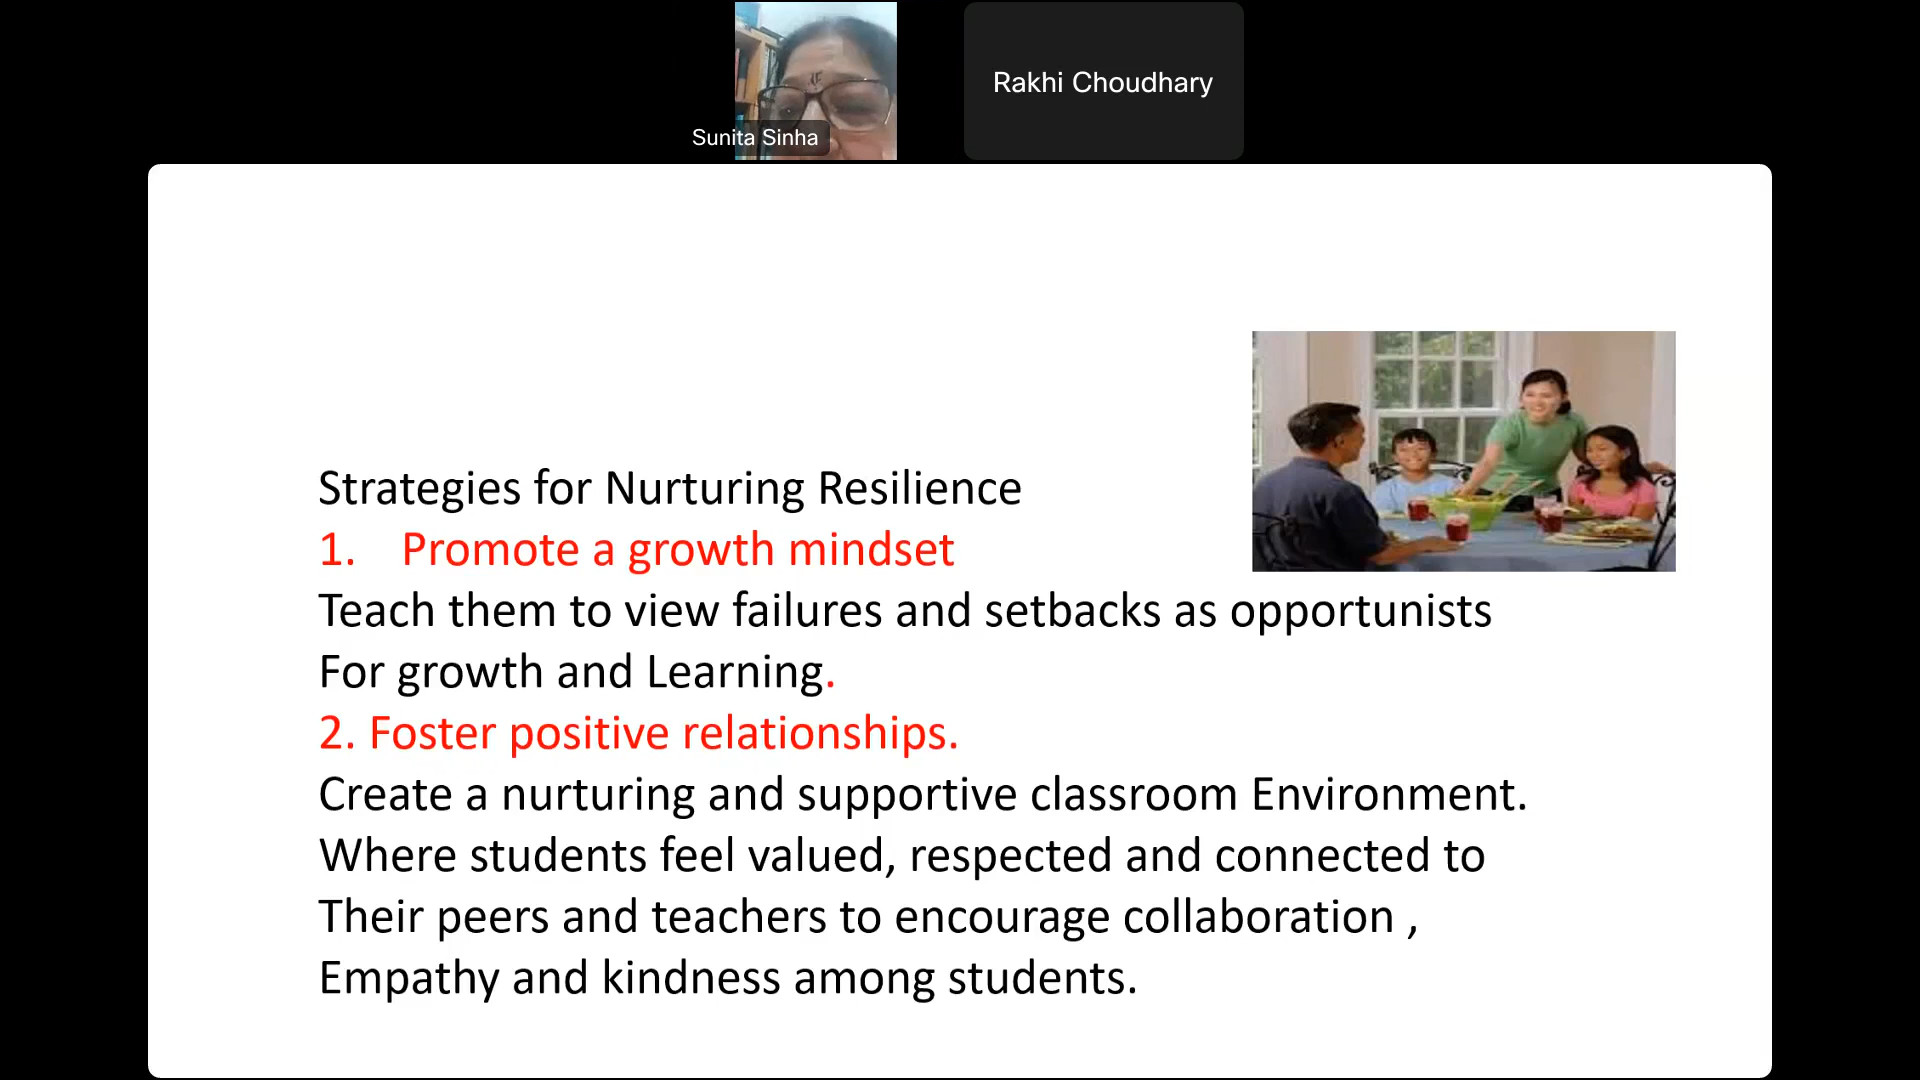 Sunita Sinha
Rakhi Choudhary
Strategies for Nurturing Resilience
1. Promote a growth mindset
Teach them to view failures and setbacks as opportunists
For growth and Learning.
2. Foster positive relationships.
Create a nurturing and supportive classroom Environment.
Where students feel valued, respected and connected to
Their peers and teachers to encourage collaboration ,
Empathy and kindness among students.